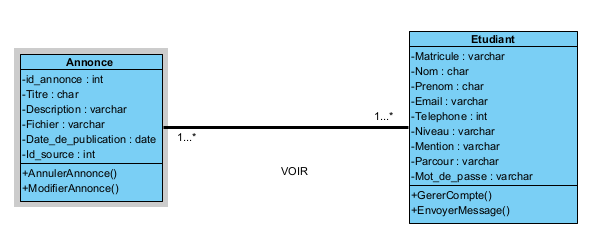 Annonce
-id_annonce : int
-Titre : char
-Description : varchar
-Fichier : varchar
-Date_de_publication : date
-Id_source : int
+AnnulerAnnonce()
+ModifierAnnonce()
1...*
VOIR
1...*
Etudiant
-Matricule : varchar
-Nom : char
-Prenom : char
-Email : varchar
-Telephone : int
-Niveau : varchar
-Mention : varchar
-Parcour : varchar
-Mot_de_passe : varchar
+GererCompte()
+EnvoyerMessage()